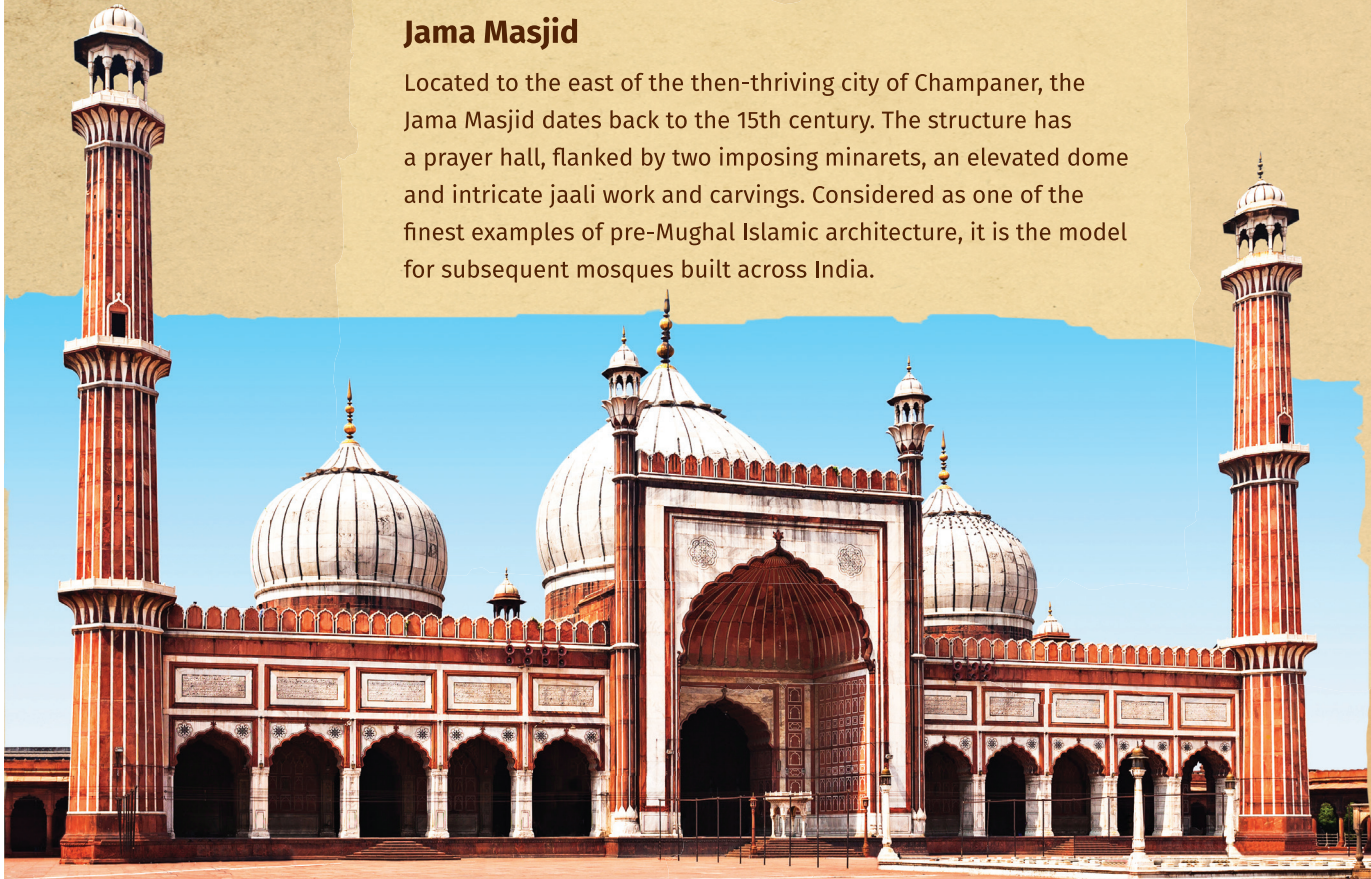 Jama Masjid
Located to the east of the then-thriving city of Champaner, the
Jama Masjid dates back to the 15th century. The structure has
a prayer hall, flanked by two imposing minarets, an elevated dome
and intricate jaali work and carvings. Considered as one of the
finest examples of pre-Mughal Islamic architecture, it is the model
for subsequent mosques built across India.